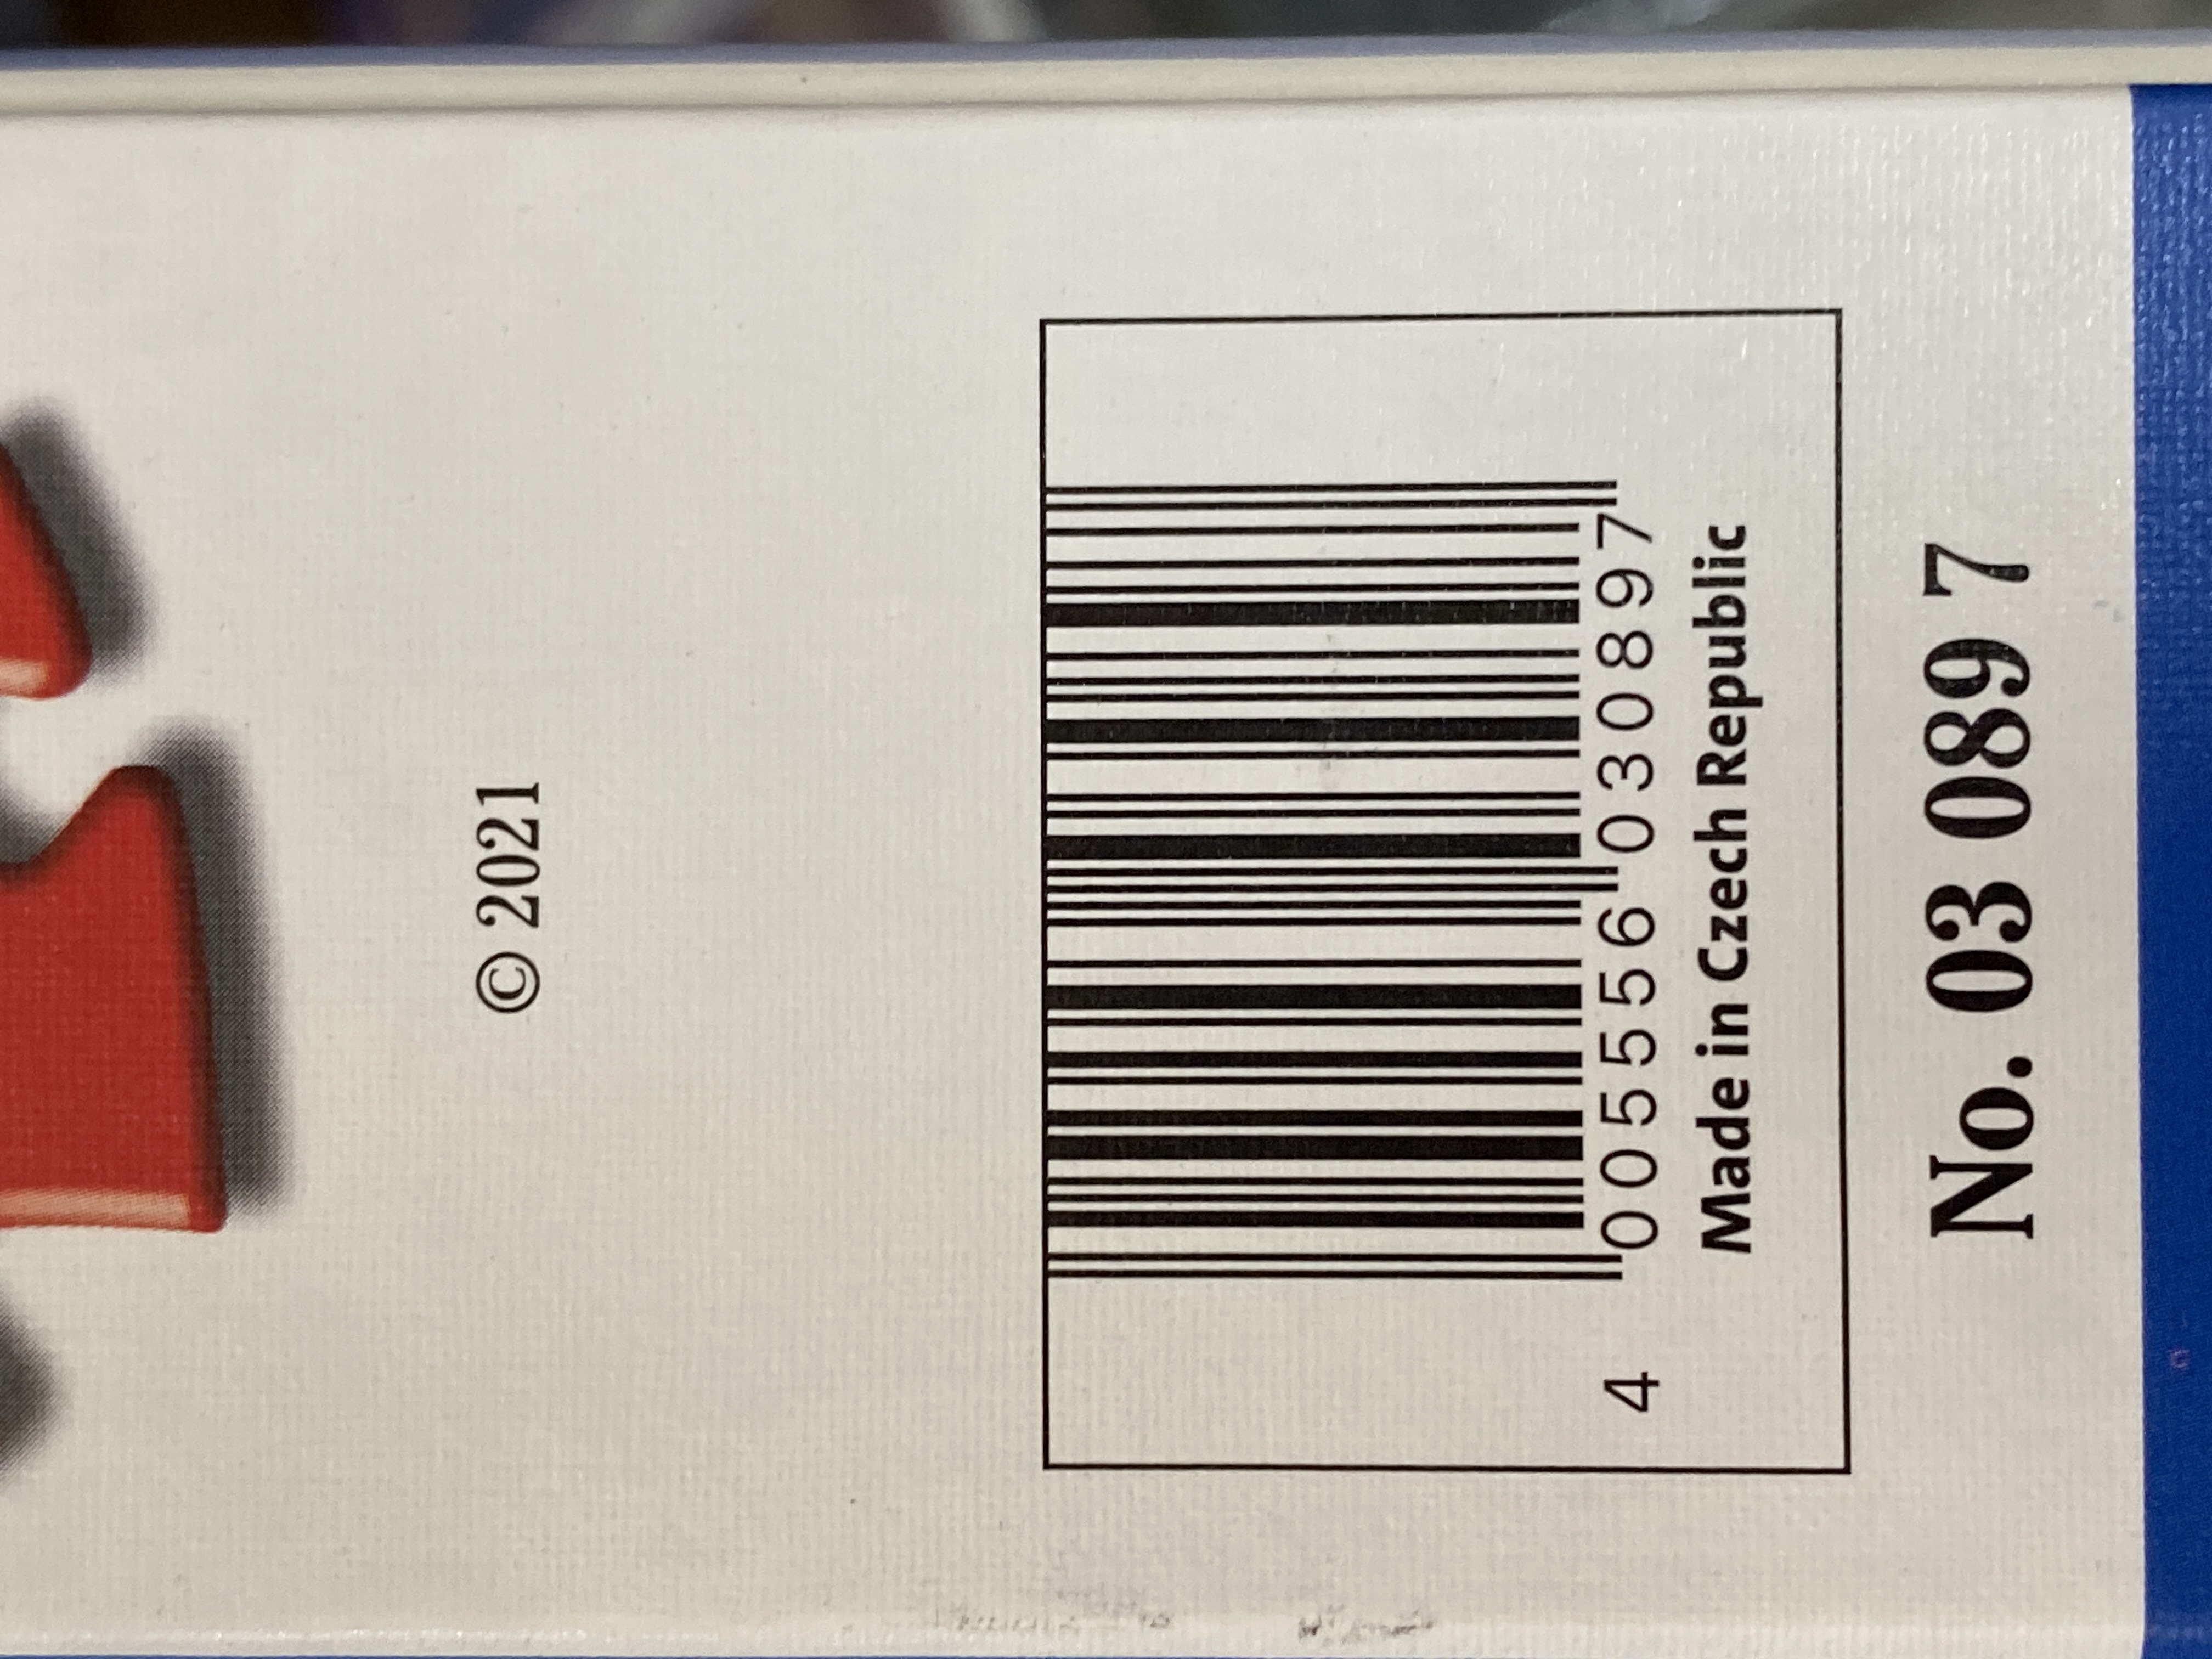 © 2021
4 005556 030897
Made in Czech Republic
No. 03 089 7